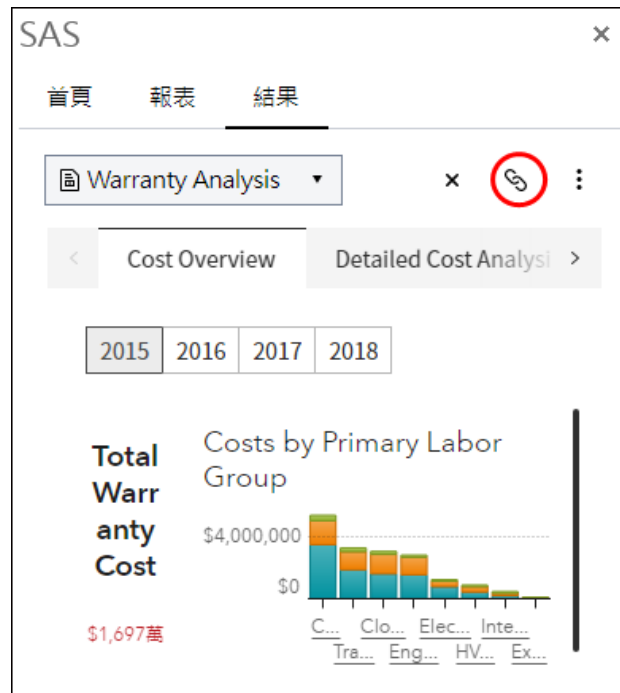 SAS
首頁 報表 結果
Warranty Analysis
Cost Overview Detailed Cost Analysi
2015 2016 2017 2018
Total
Warr
anty
Cost
$1,697萬
Costs by Primary Labor
Group
$4,000,000
$0
C... Clo... Elec... Inte...
Tra... Eng... HV... Ex...